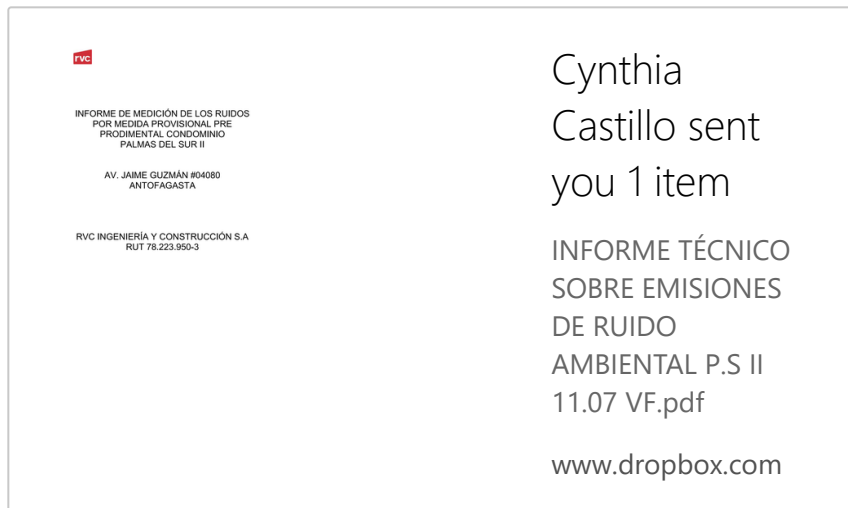 rvc
INFORME DE MEDICIÓN DE LOS RUIDOS
POR MEDIDA PROVISIONAL PRE
PRODIMENTAL CONDOMINIO
PALMAS DEL SUR II
AV. JAIME GUZMÁN #04080
ANTOFAGASTA
RVC INGENIERÍA Y CONSTRUCCIÓN S.A
RUT 78.223.950-3
Cynthia
Castillo sent
you 1 item
INFORME TÉCNICO
SOBRE EMISIONES
DE RUIDO
AMBIENTAL P.S II
11.07 VF.pdf
www.dropbox.com